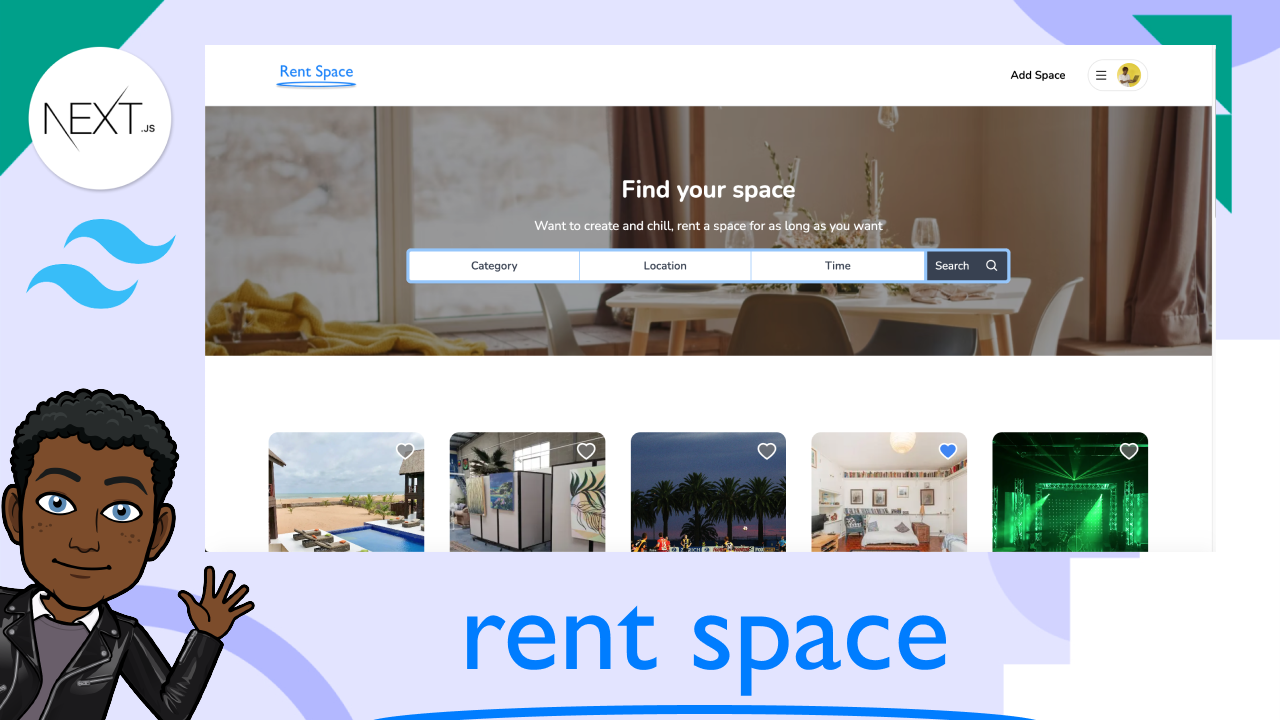 NEXT.JS
Rent Space
Add Space
Find your space
Want to create and chill, rent a space for as long as you want
Category
Location
Time
Search
rent space